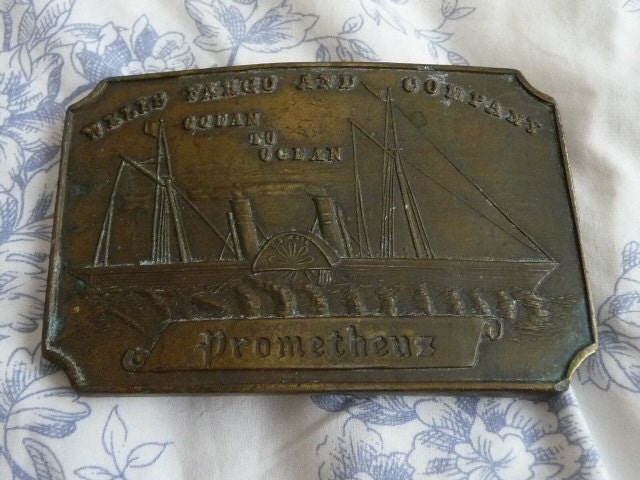 WELLS FARGO AND COMPANY
OCEAN
TO
OCEAN
Prometheus